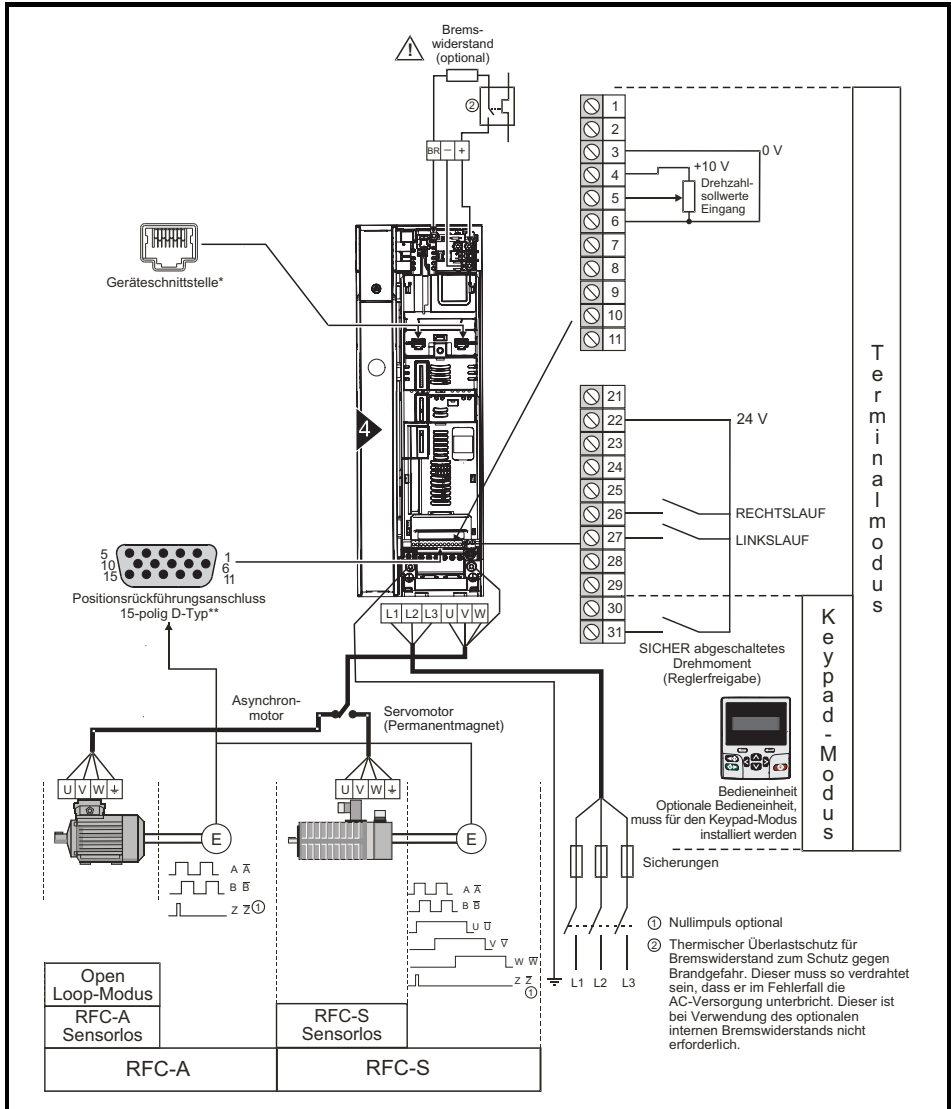 Brems-
widerstand
(optional)
②
BR − +
1
2
3
4
5
6
7
8
9
10
11
0 V
+10 V
Drehzahl-
sollwerte
Eingang
Geräteschnittstelle*
4
21
22
23
24
25
26
27
28
29
30
31
24 V
RECHTSLAUF
LINKSLAUF
SICHER abgeschaltetes
Drehmoment
(Reglerfreigabe)
Terminalmodus
Keypad-Modus
5
10
15
1
6
11
Positionsrückführungsanschluss
15-polig D-Typ**
L1 L2 L3 U V W
Asynchron-
motor
Servomotor
(Permanentmagnet)
Bedieneinheit
Optionale Bedieneinheit,
muss für den Keypad-Modus
installiert werden
U V W
U V W
E
E
A A̅
B B̅
Z Z̅ ①
A A̅
B B̅
U U̅
V V̅
W W̅
Z Z̅
①
Sicherungen
L1 L2 L3
① Nullimpuls optional
② Thermischer Überlastschutz für
Bremswiderstand zum Schutz gegen
Brandgefahr. Dieser muss so verdrahtet
sein, dass er im Fehlerfall die
AC-Versorgung unterbricht. Dieser ist
bei Verwendung des optionalen
internen Bremswiderstands nicht
erforderlich.
Open
Loop-Modus
RFC-A
Sensorlos
RFC-A
RFC-S
Sensorlos
RFC-S